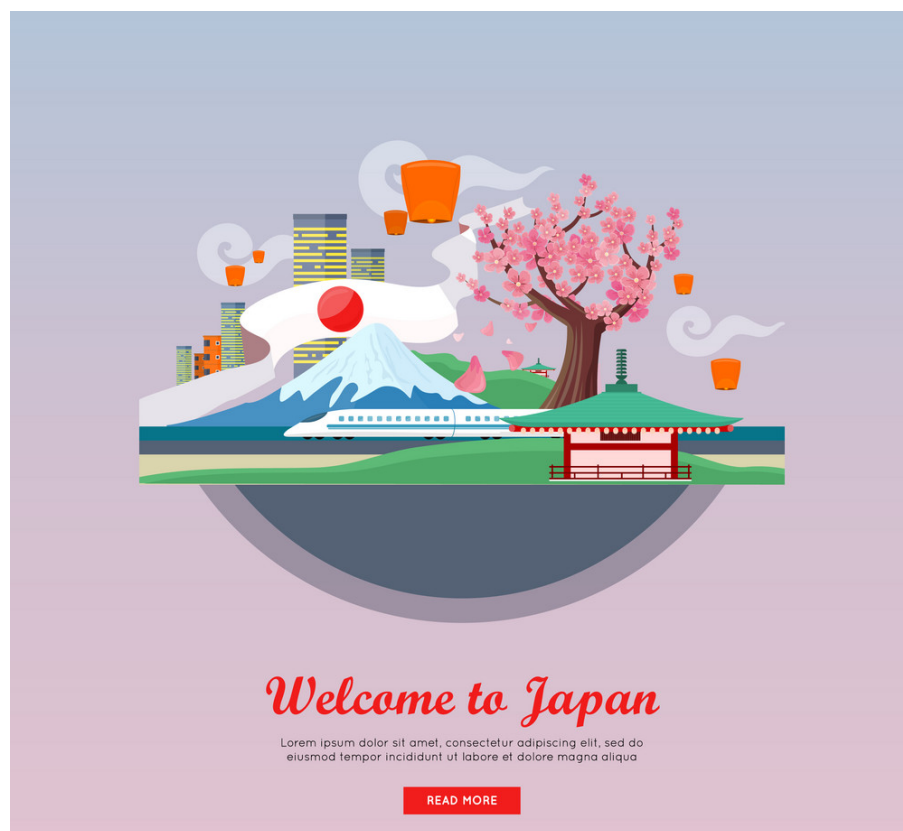 Welcome to Japan
Lorem ipsum dolor sit amet, consectetur adipiscing elit, sed do
eiusmod tempor incididunt ut labore et dolore magna aliqua
READ MORE